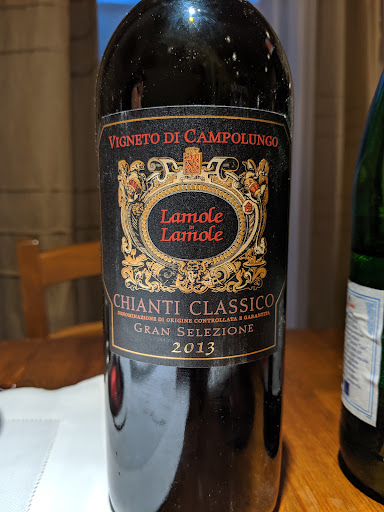 VIGNETO DI CAMPOLUNGO
Lamole
di
Lamole
CHIANTI CLASSICO
DENOMINAZIONE DI ORIGINE CONTROLLATA E GARANTITA
GRAN SELEZIONE
2013